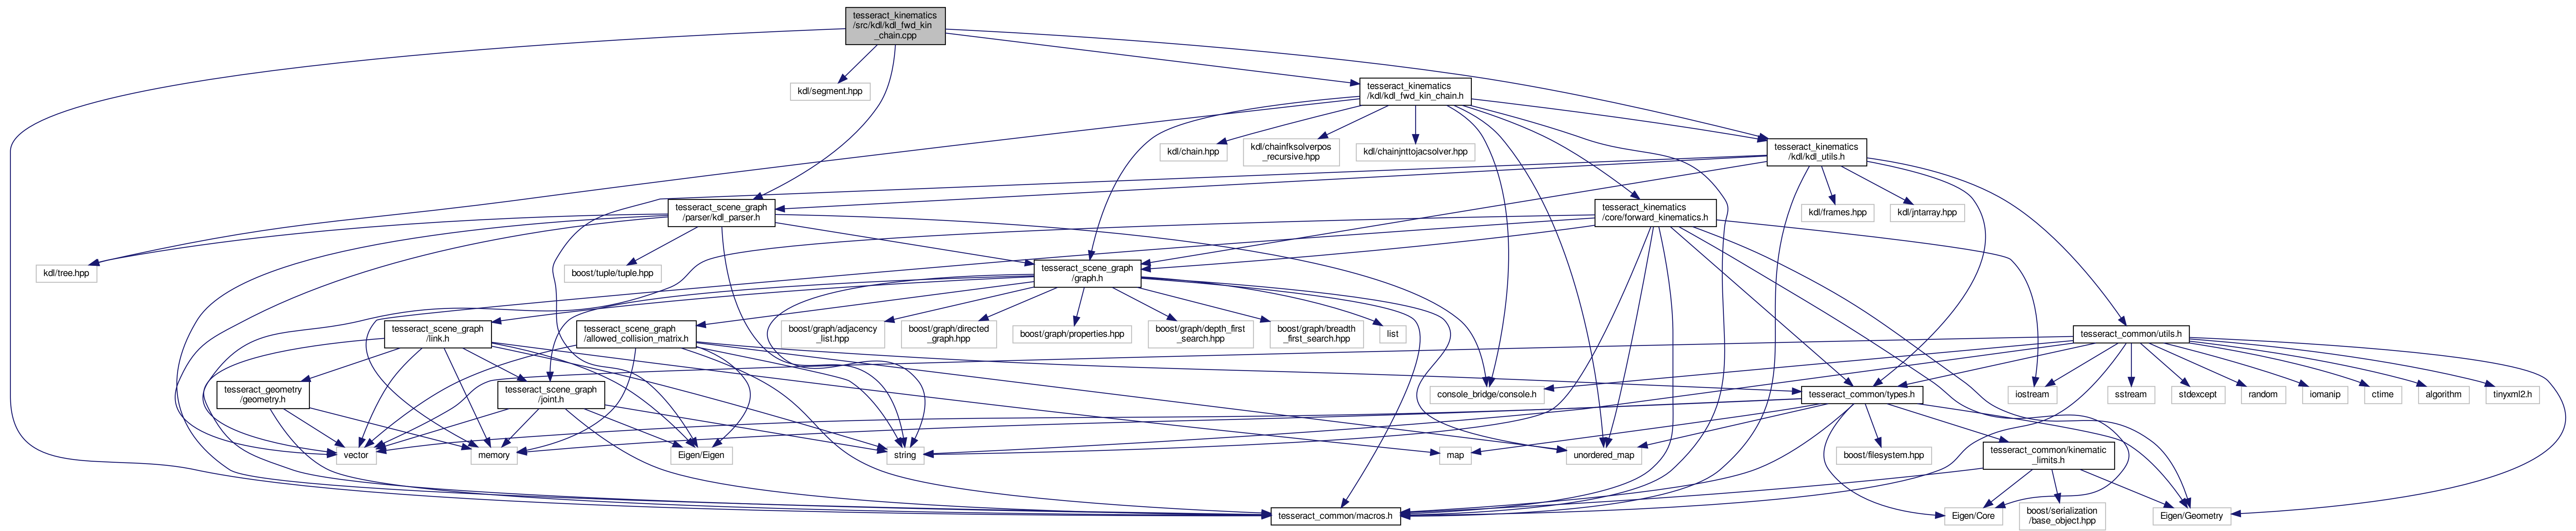 tesseract_kinematics
/src/kdl/kdl_fwd_kin
_chain.cpp
kdl/segment.hpp
tesseract_kinematics
/kdl/kdl_fwd_kin_chain.h
kdl/chain.hpp
kdl/chainfksolverpos
_recursive.hpp
kdl/chainjnttojacsolver.hpp
tesseract_kinematics
/kdl/kdl_utils.h
tesseract_scene_graph
/parser/kdl_parser.h
tesseract_kinematics
/core/forward_kinematics.h
kdl/frames.hpp
kdl/jntarray.hpp
kdl/tree.hpp
boost/tuple/tuple.hpp
tesseract_scene_graph
/graph.h
tesseract_scene_graph
/link.h
tesseract_scene_graph
/allowed_collision_matrix.h
boost/graph/adjacency
_list.hpp
boost/graph/directed
_graph.hpp
boost/graph/properties.hpp
boost/graph/depth_first
_search.hpp
boost/graph/breadth
_first_search.hpp
list
tesseract_common/utils.h
tesseract_geometry
/geometry.h
tesseract_scene_graph
/joint.h
console_bridge/console.h
tesseract_common/types.h
iostream
sstream
stdexcept
random
iomanip
ctime
algorithm
tinyxml2.h
vector
memory
Eigen/Eigen
string
map
unordered_map
boost/filesystem.hpp
tesseract_common/kinematic
_limits.h
tesseract_common/macros.h
Eigen/Core
boost/serialization
/base_object.hpp
Eigen/Geometry